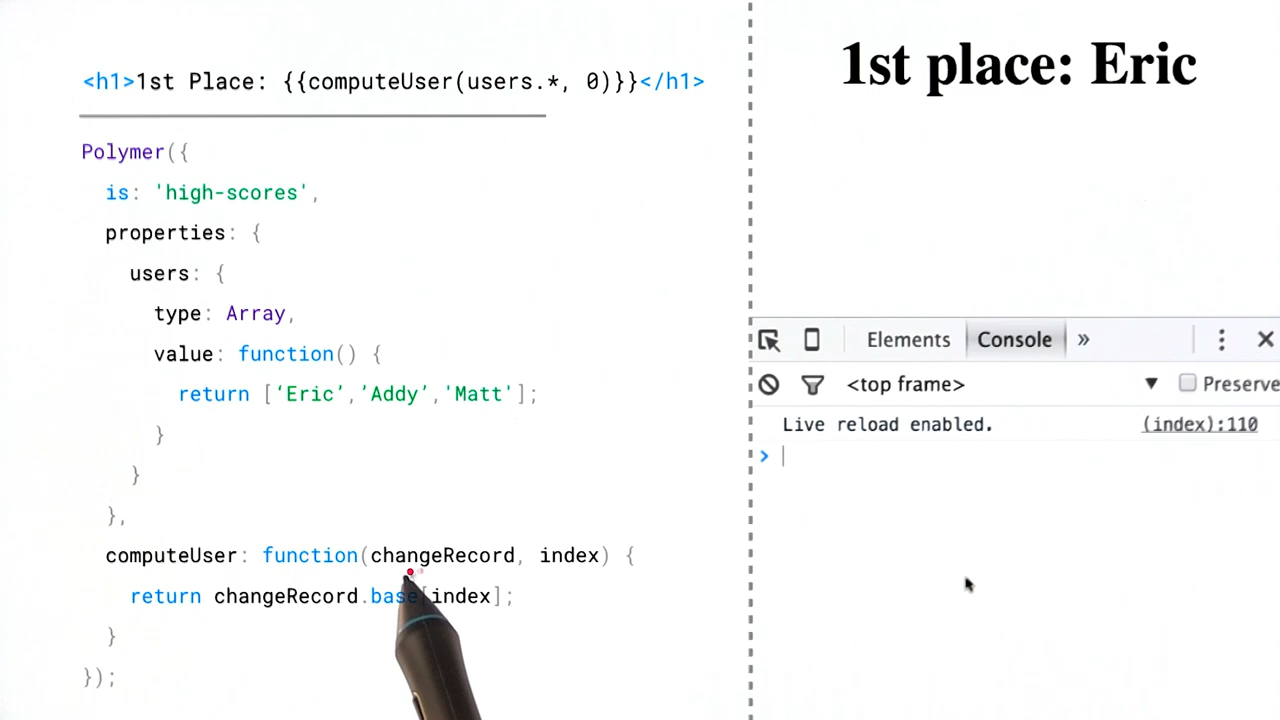 <h1>1st Place: {{computeUser(users.*, 0)}}</h1>
Polymer({
is: 'high-scores',
properties: {
users: {
type: Array,
value: function() {
return [‘Eric’,’Addy’,'Matt'];
}
}
},
computeUser: function(changeRecord, index) {
return changeRecord.base[index];
}
});
1st place: Eric
Elements Console »
<top frame> ▼ Preserve
Live reload enabled. (index):110
>